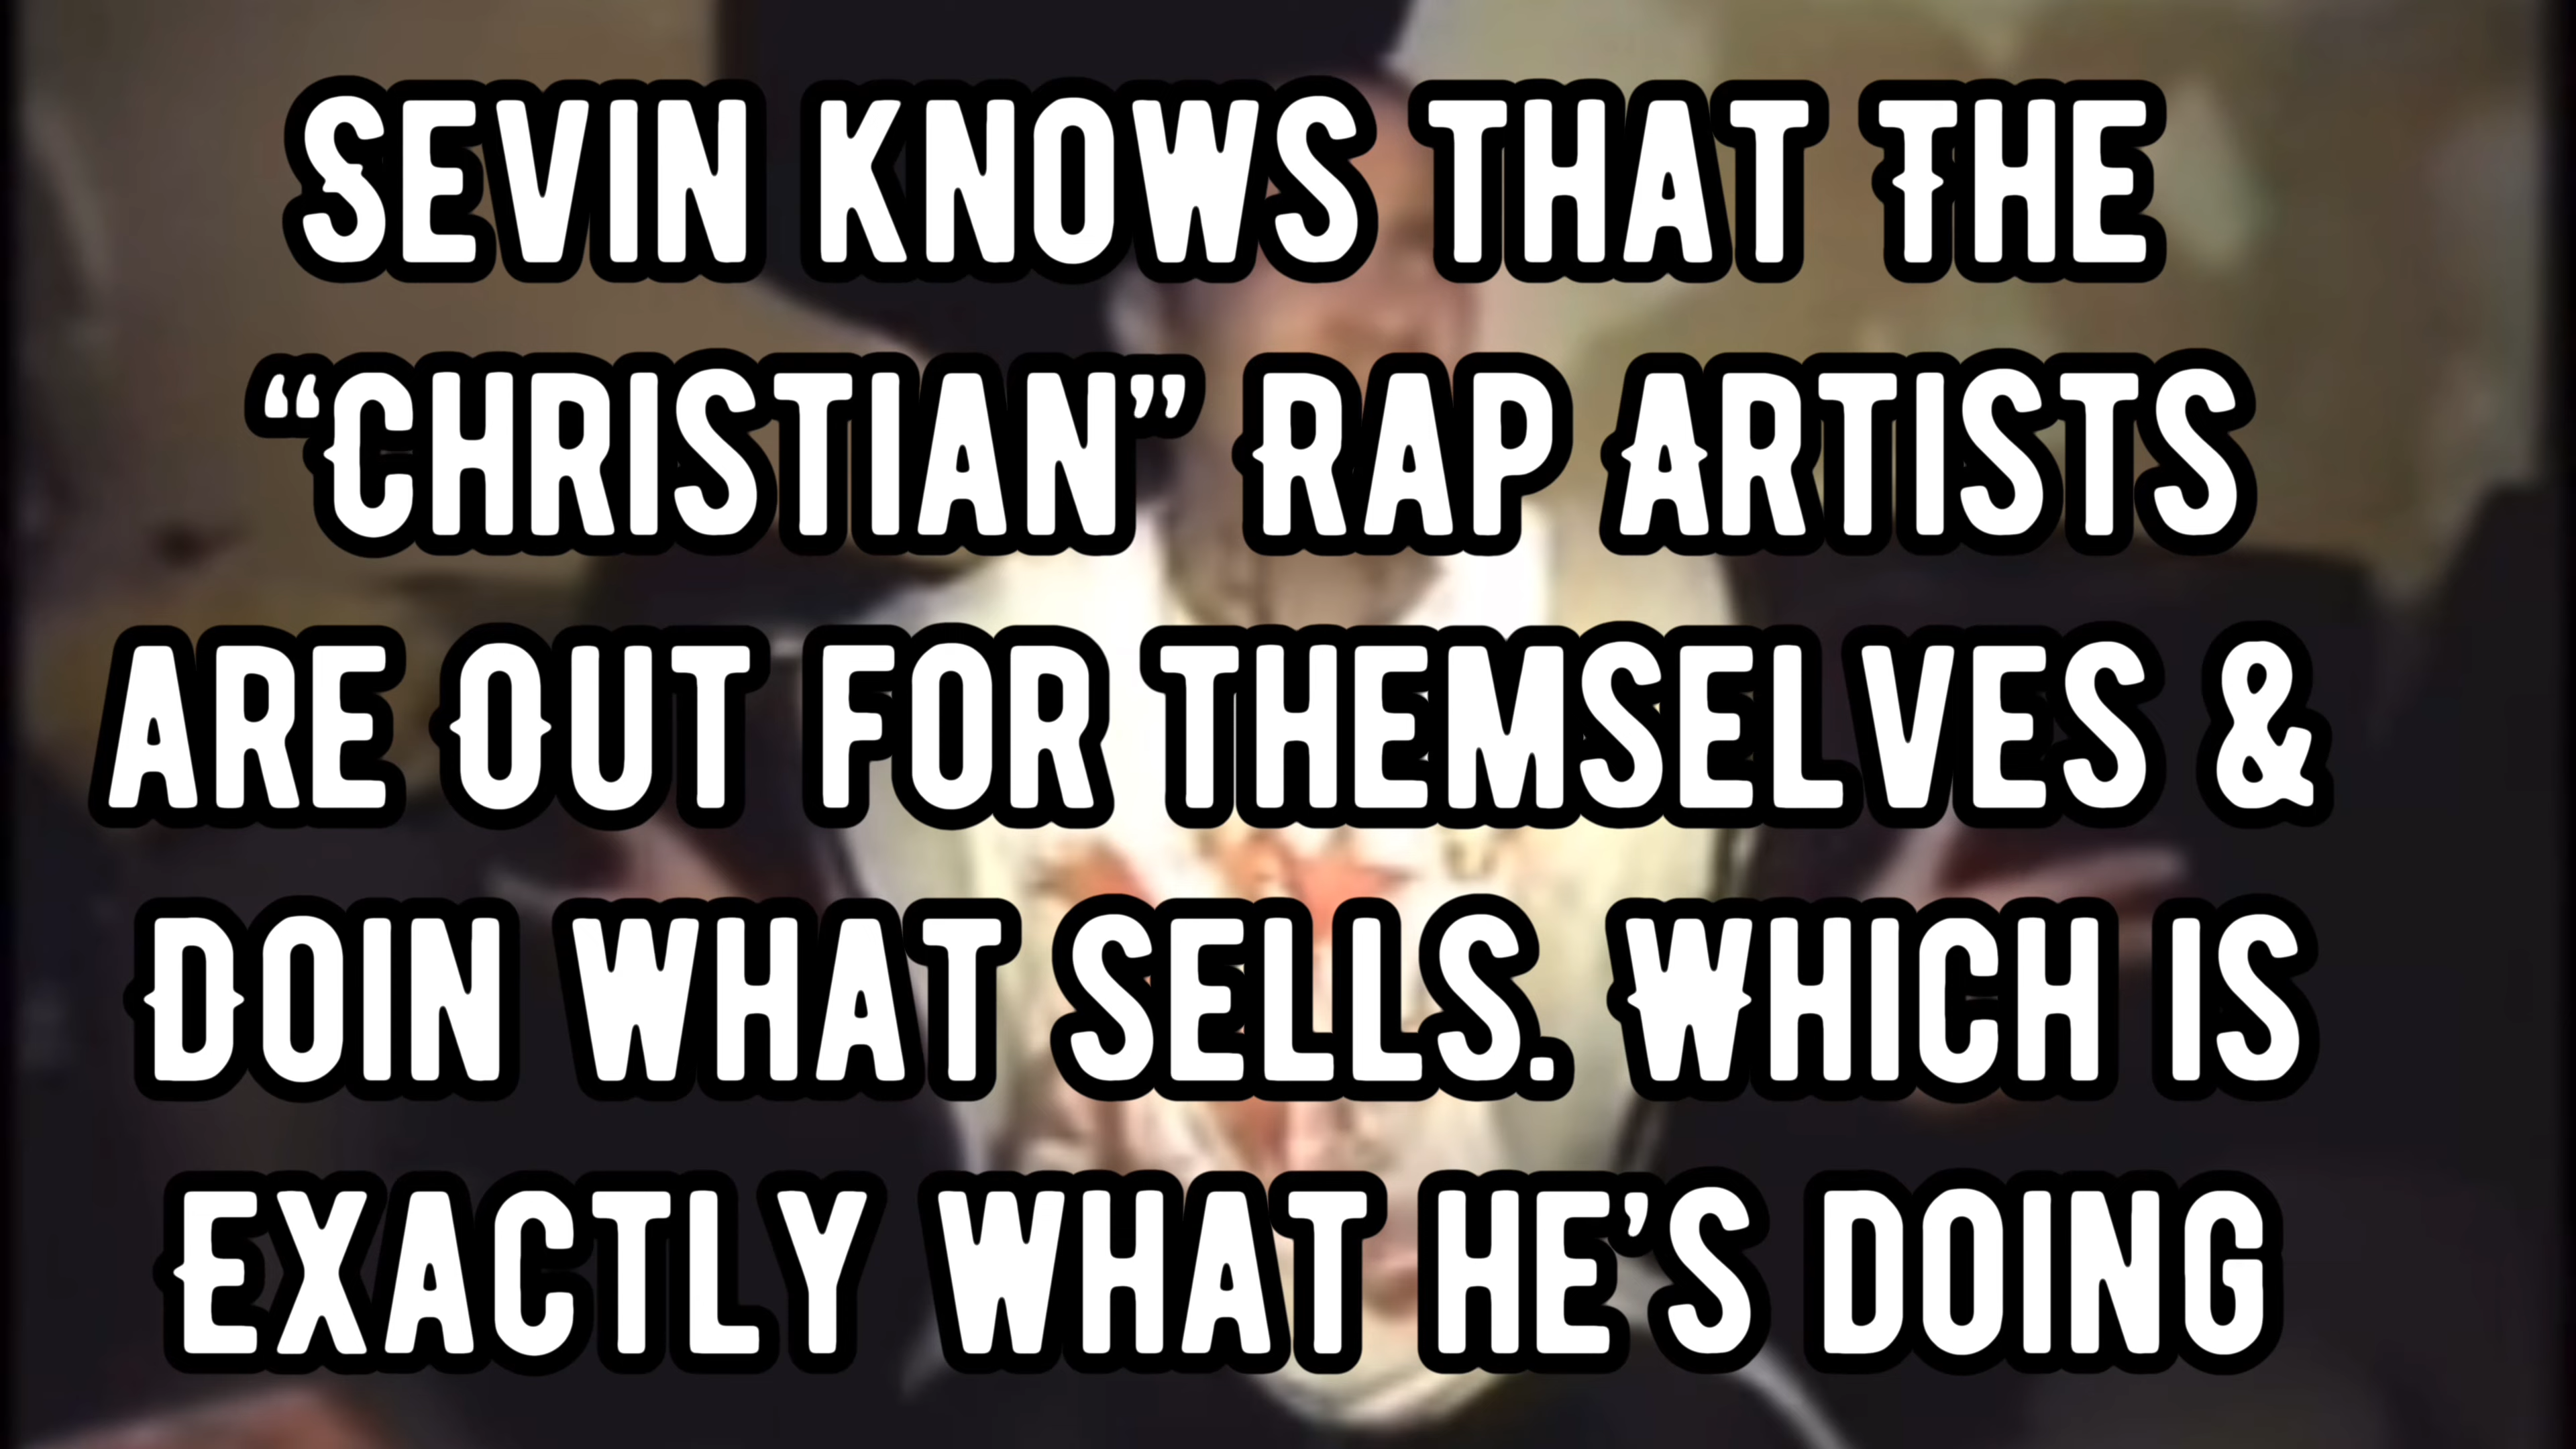 Sevin knows that The
“Christian” Rap Artists
are Out for themselves &
Doin what sells. Which is
Exactly what he’s doing